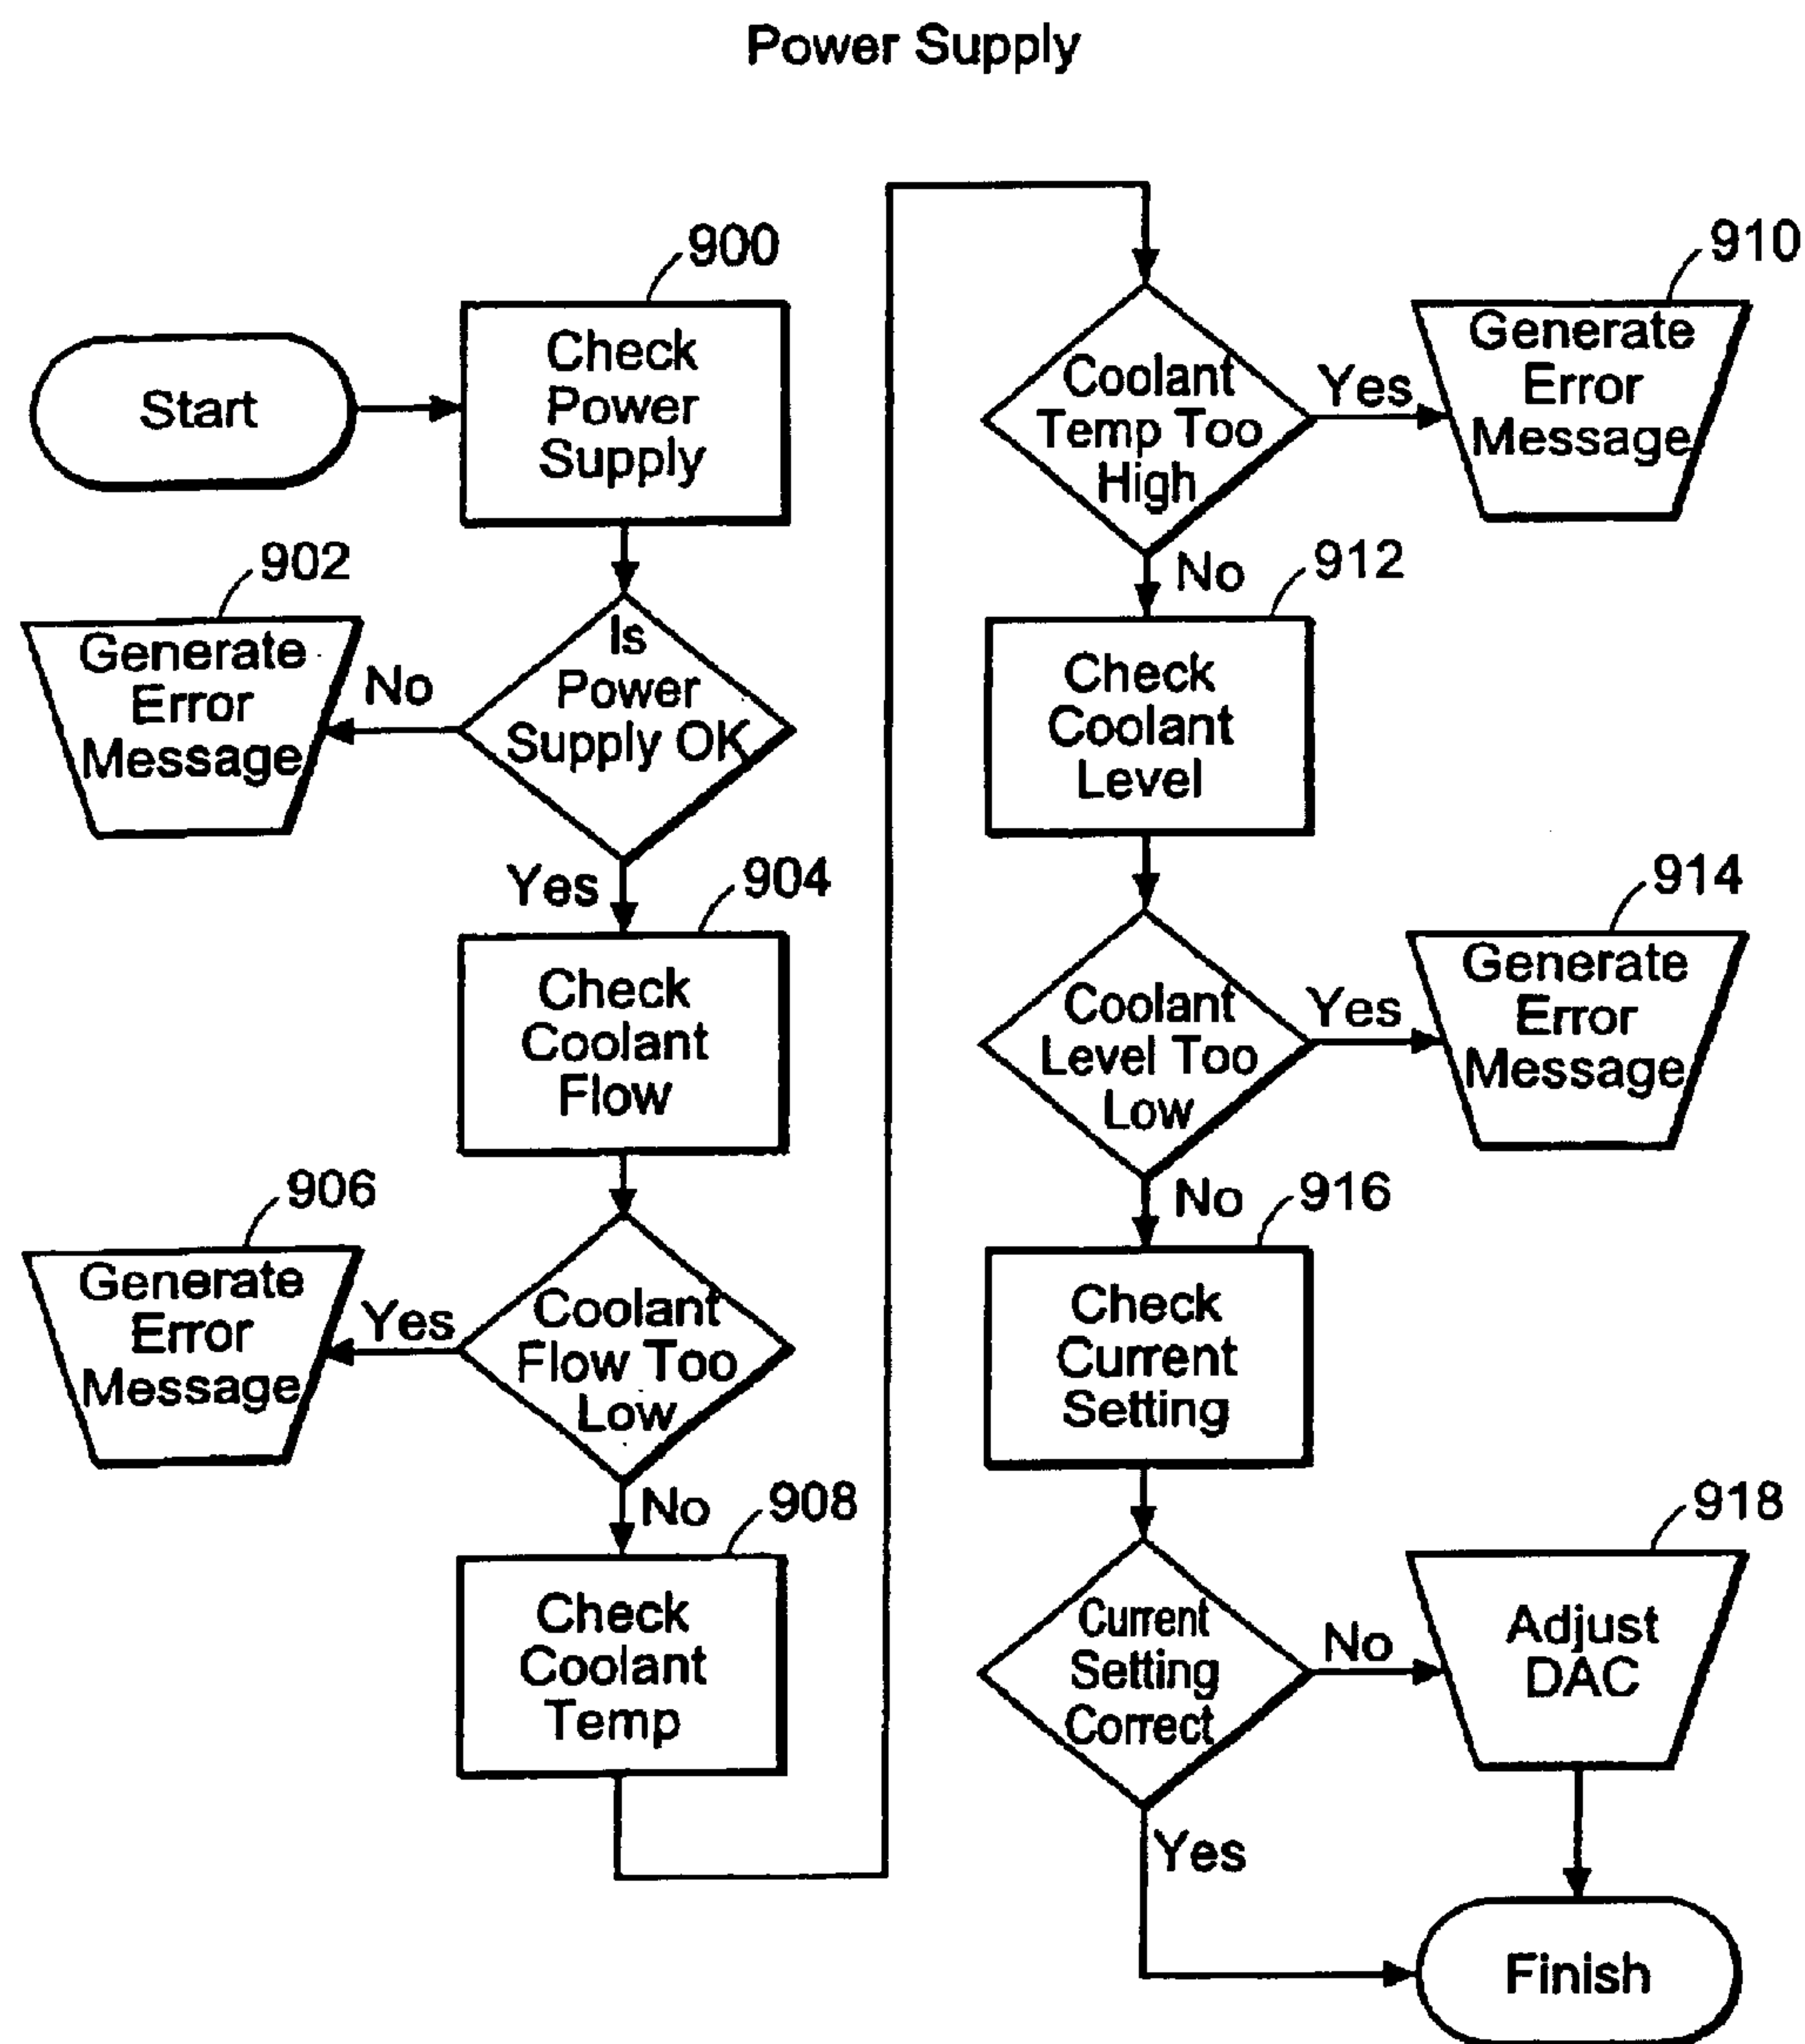 Power Supply
Start
900
Check
Power
Supply
902
Generate
Error
Message
No
Is
Power
Supply OK
Yes
904
Check
Coolant
Flow
906
Generate
Error
Message
Yes
Coolant
Flow Too
Low
No
908
Check
Coolant
Temp
Coolant
Temp Too
High
Yes
910
Generate
Error
Message
No
912
Check
Coolant
Level
Coolant
Level Too
Low
Yes
914
Generate
Error
Message
No
916
Check
Current
Setting
Current
Setting
Correct
No
918
Adjust
DAC
Yes
Finish